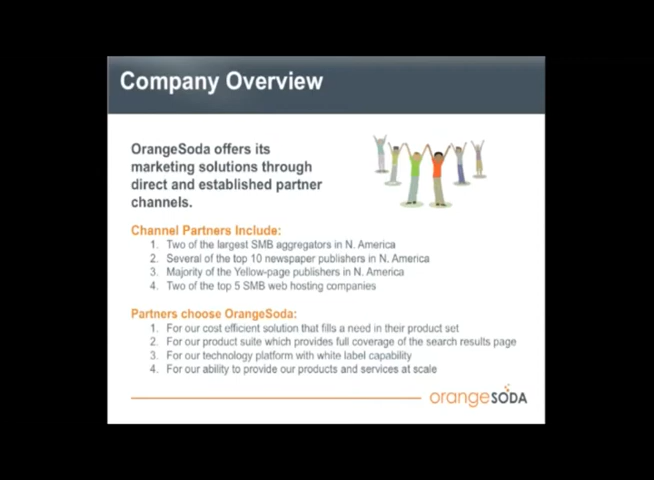 Company Overview
OrangeSoda offers its
marketing solutions through
direct and established partner
channels.
Channel Partners Include:
1. Two of the largest SMB aggregators in N. America
2. Several of the top 10 newspaper publishers in N. America
3. Majority of the Yellow-page publishers in N. America
4. Two of the top 5 SMB web hosting companies
Partners choose OrangeSoda:
1. For our cost efficient solution that fills a need in their product set
2. For our product suite which provides full coverage of the search results page
3. For our technology platform with white label capability
4. For our ability to provide our products and services at scale
orangeSODA